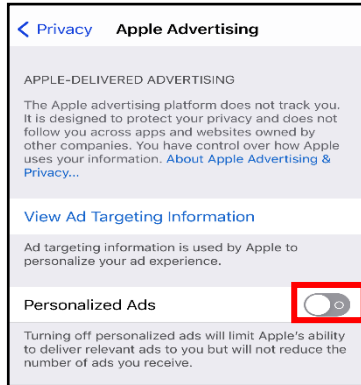 Privacy Apple Advertising
APPLE-DELIVERED ADVERTISING
The Apple advertising platform does not track you.
It is designed to protect your privacy and does not
follow you across apps and websites owned by
other companies. You have control over how Apple
uses your information. About Apple Advertising &
Privacy...
View Ad Targeting Information
Ad targeting information is used by Apple to
personalize your ad experience.
Personalized Ads
Turning off personalized ads will limit Apple's ability
to deliver relevant ads to you but will not reduce the
number of ads you receive.